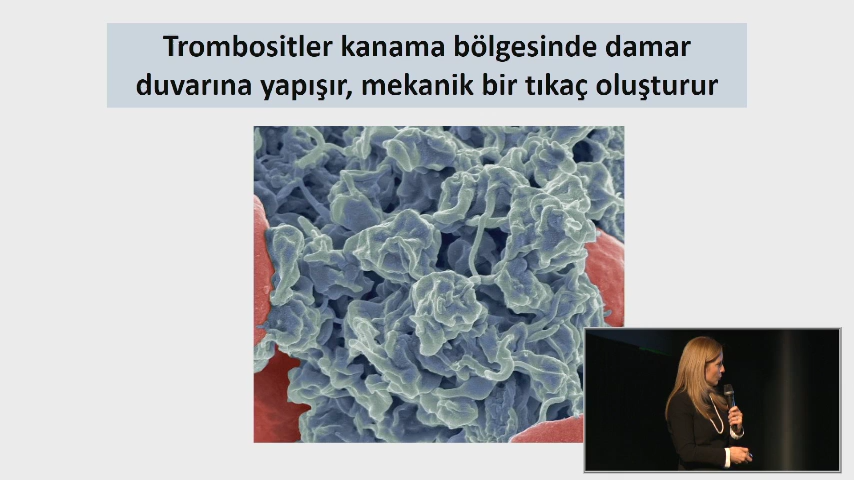 Trombositler kanama bölgesinde damar
duvarına yapışır, mekanik bir tıkaç oluşturur